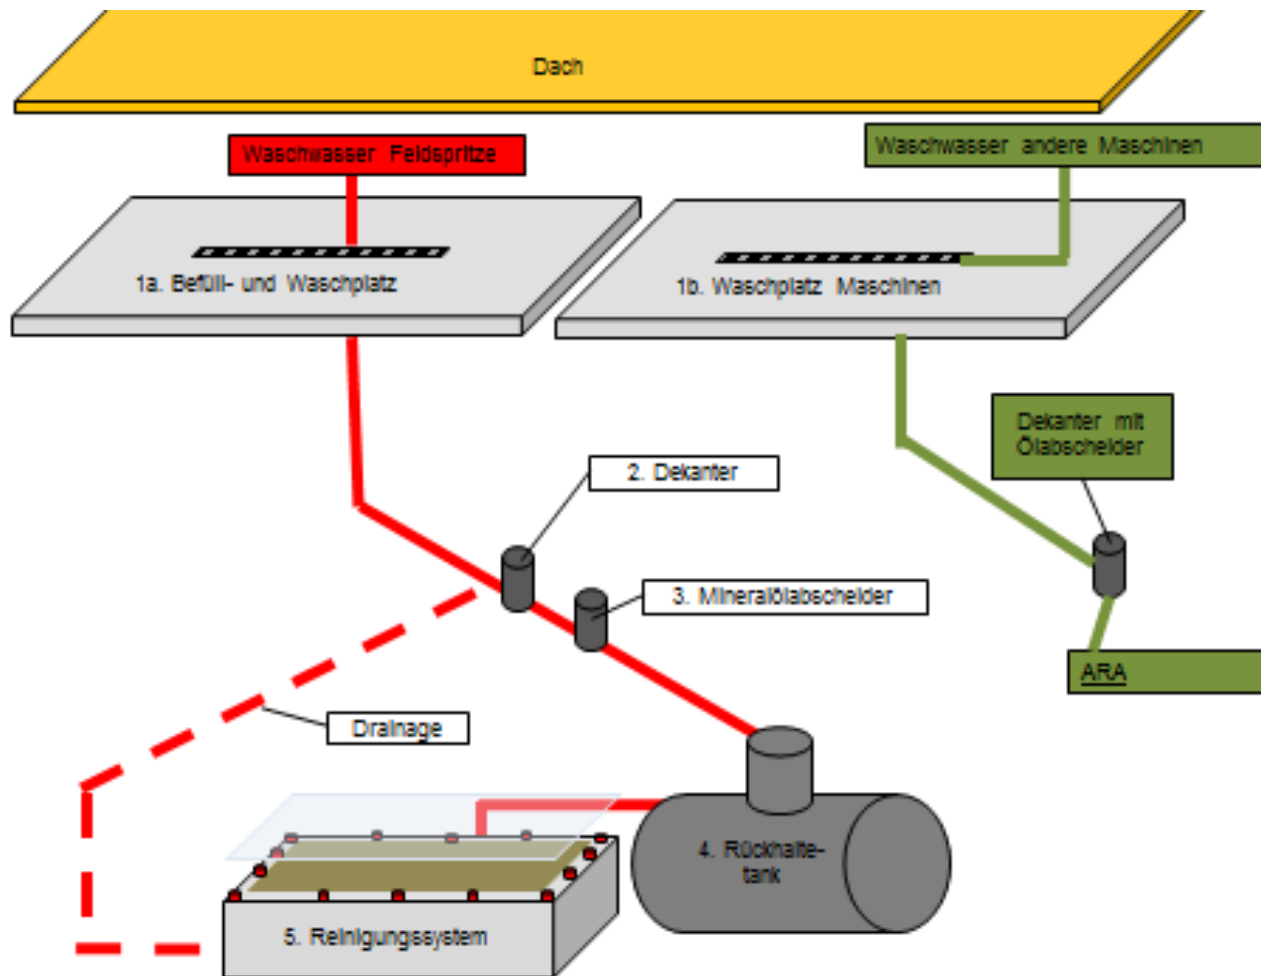 Dach
Waschwasser Feldspritze
Waschwasser andere Maschinen
1a. Befüll- und Waschplatz
1b. Waschplatz Maschinen
Dekanter mit
Ölabscheider
2. Dekanter
3. Mineralölabscheider
ARA
Drainage
4. Rückhalte-
tank
5. Reinigungssystem